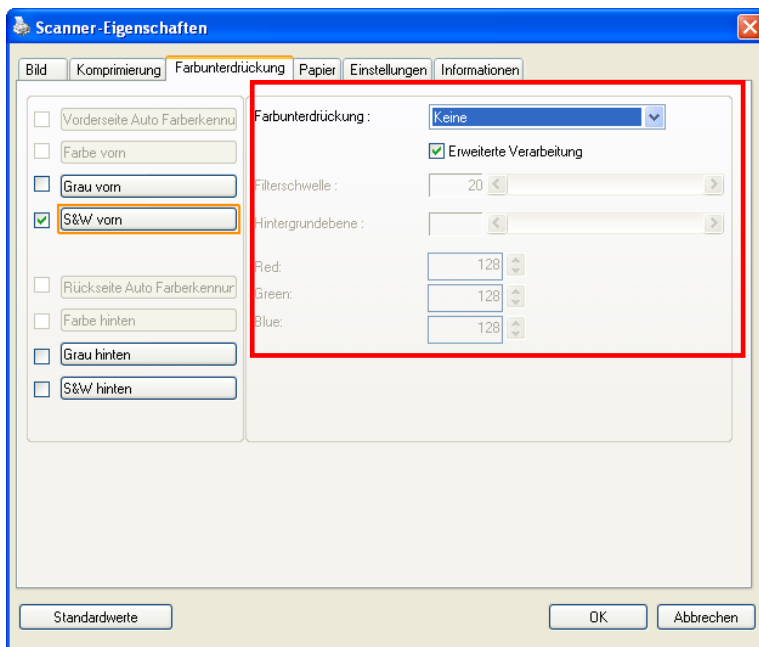 Scanner-Eigenschaften
Bild Komprimierung Farbunterdrückung Papier Einstellungen Informationen
Vorderseite Auto Farberkennu
Farbe vorn
Grau vorn
S&W vorn
Rückseite Auto Farberkennur
Farbe hinten
Grau hinten
S&W hinten
Farbunterdrückung : Keine
Erweiterte Verarbeitung
Filterschwelle : 20
Hintergrundebene :
Red: 128
Green: 128
Blue: 128
Standardwerte OK Abbrechen